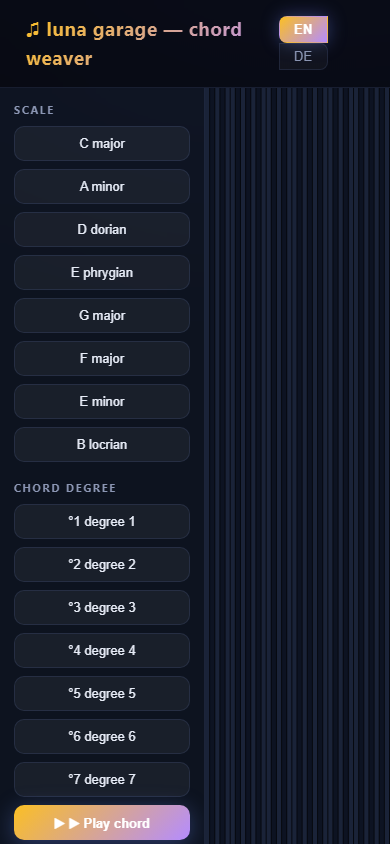 ♫ luna garage — chord
weaver
EN
DE
SCALE
C major
A minor
D dorian
E phrygian
G major
F major
E minor
B locrian
CHORD DEGREE
°1 degree 1
°2 degree 2
°3 degree 3
°4 degree 4
°5 degree 5
°6 degree 6
°7 degree 7
▶ ▶ Play chord